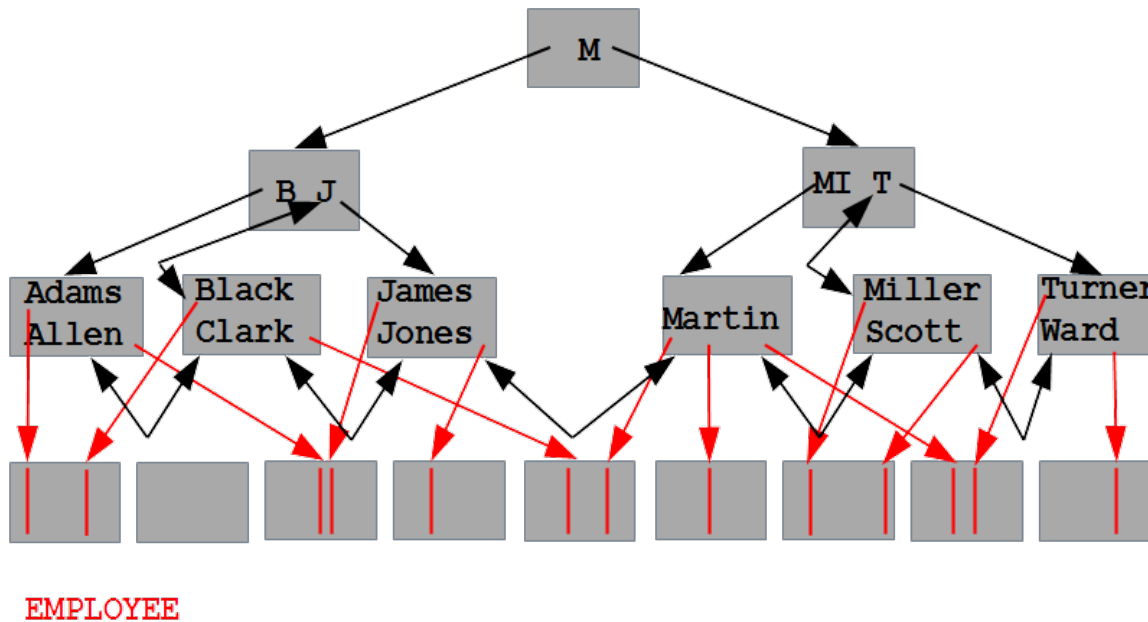 M
B J
MI T
Adams
Allen
Black
Clark
James
Jones
Martin
Miller
Scott
Turner
Ward
EMPLOYEE